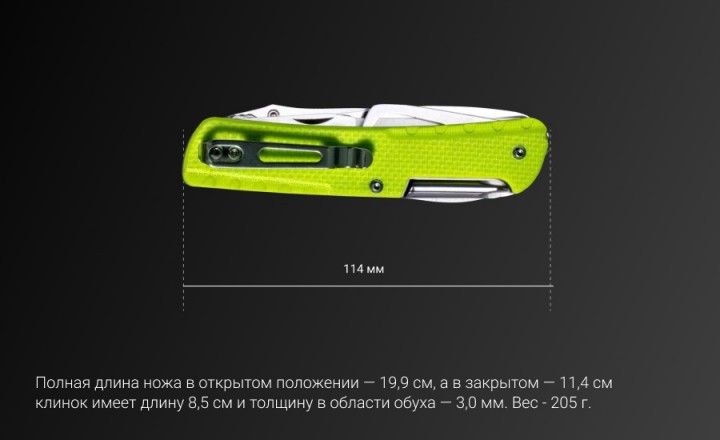 114 мм
Полная длина ножа в открытом положении — 19,9 см, а в закрытом — 11,4 см
клинок имеет длину 8,5 см и толщину в области обуха — 3,0 мм. Вес - 205 г.